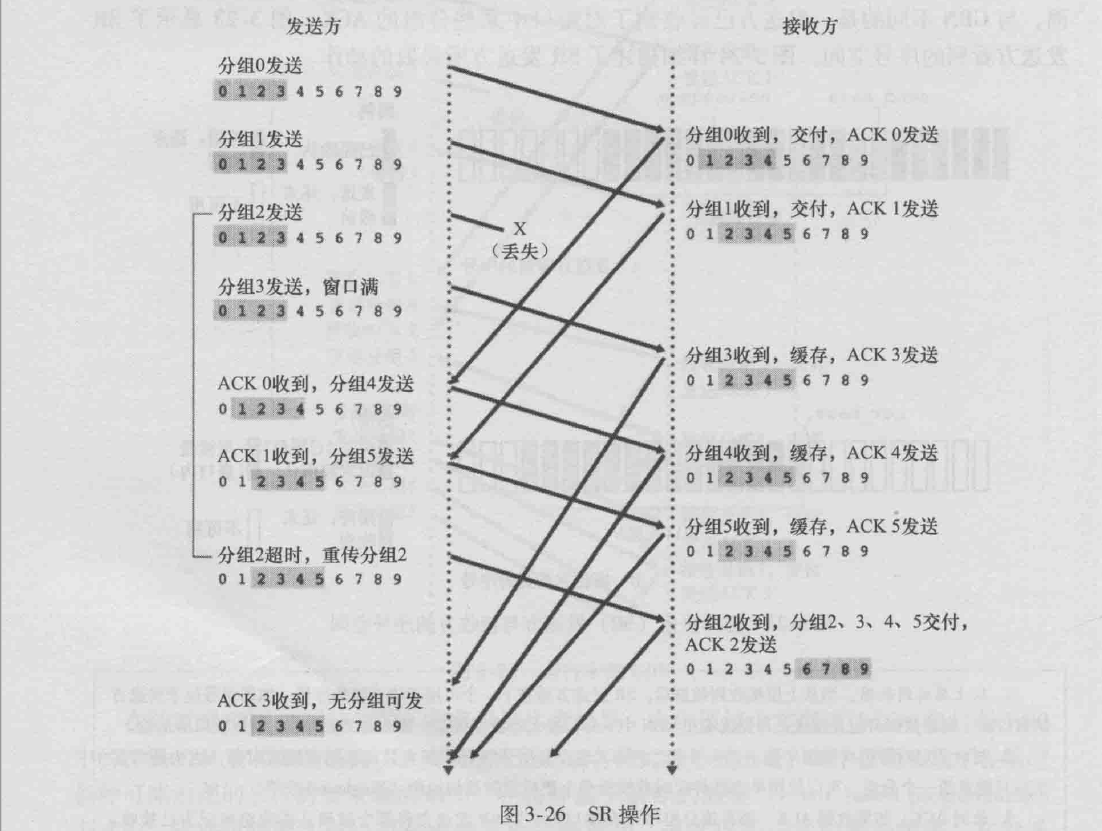 发送方
接收方
分组0发送
0 1 2 3 4 5 6 7 8 9
分组0收到，交付，ACK 0发送
0 1 2 3 4 5 6 7 8 9
分组1发送
0 1 2 3 4 5 6 7 8 9
分组1收到，交付，ACK 1发送
0 1 2 3 4 5 6 7 8 9
分组2发送
0 1 2 3 4 5 6 7 8 9
X
（丢失）
分组3发送，窗口满
0 1 2 3 4 5 6 7 8 9
分组3收到，缓存，ACK 3发送
0 1 2 3 4 5 6 7 8 9
ACK 0收到，分组4发送
0 1 2 3 4 5 6 7 8 9
分组4收到，缓存，ACK 4发送
0 1 2 3 4 5 6 7 8 9
ACK 1收到，分组5发送
0 1 2 3 4 5 6 7 8 9
分组5收到，缓存，ACK 5发送
0 1 2 3 4 5 6 7 8 9
分组2超时，重传分组2
0 1 2 3 4 5 6 7 8 9
分组2收到，分组2、3、4、5交付，
ACK 2发送
0 1 2 3 4 5 6 7 8 9
ACK 3收到，无分组可发
0 1 2 3 4 5 6 7 8 9
图 3-26 SR 操作